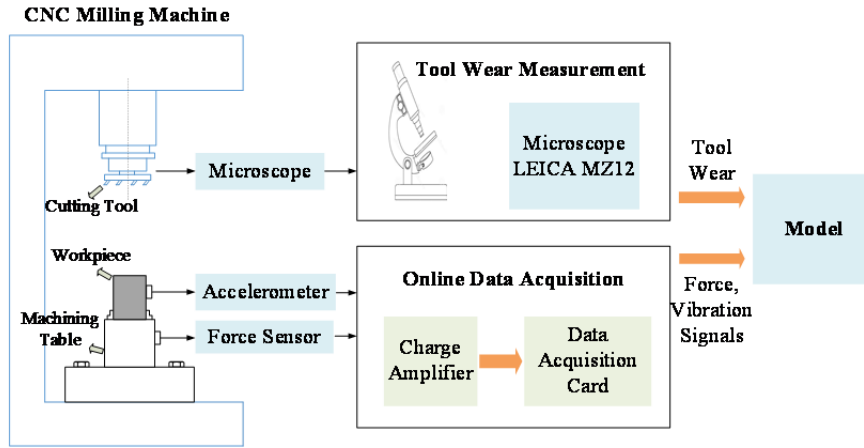 CNC Milling Machine
Tool Wear Measurement
Microscope
LEICA MZ12
Microscope
Cutting Tool
Tool
Wear
Model
Workpiece
Machining
Table
Accelerometer
Force Sensor
Online Data Acquisition
Charge
Amplifier
Data
Acquisition
Card
Force,
Vibration
Signals